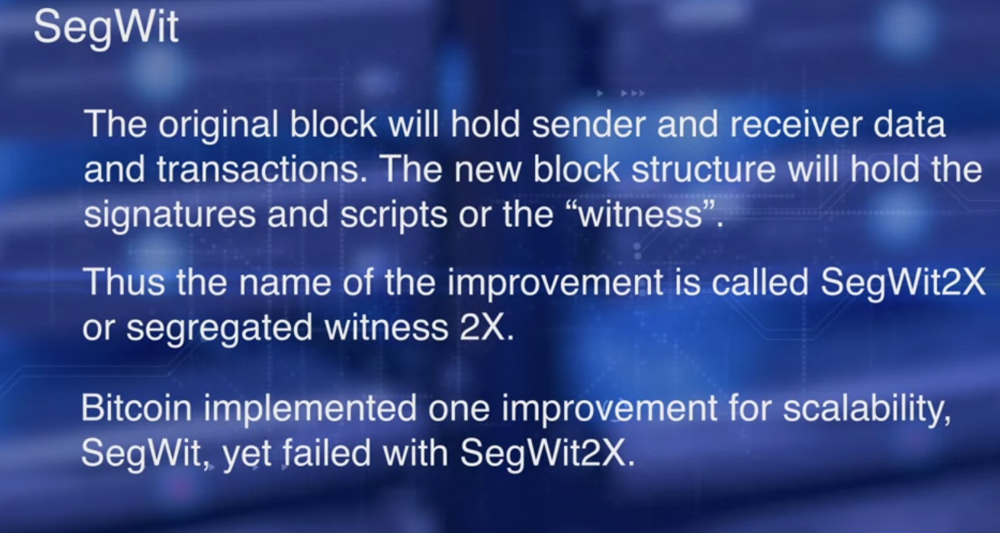 SegWit
The original block will hold sender and receiver data
and transactions. The new block structure will hold the
signatures and scripts or the “witness”.
Thus the name of the improvement is called SegWit2X
or segregated witness 2X.
Bitcoin implemented one improvement for scalability,
SegWit, yet failed with SegWit2X.